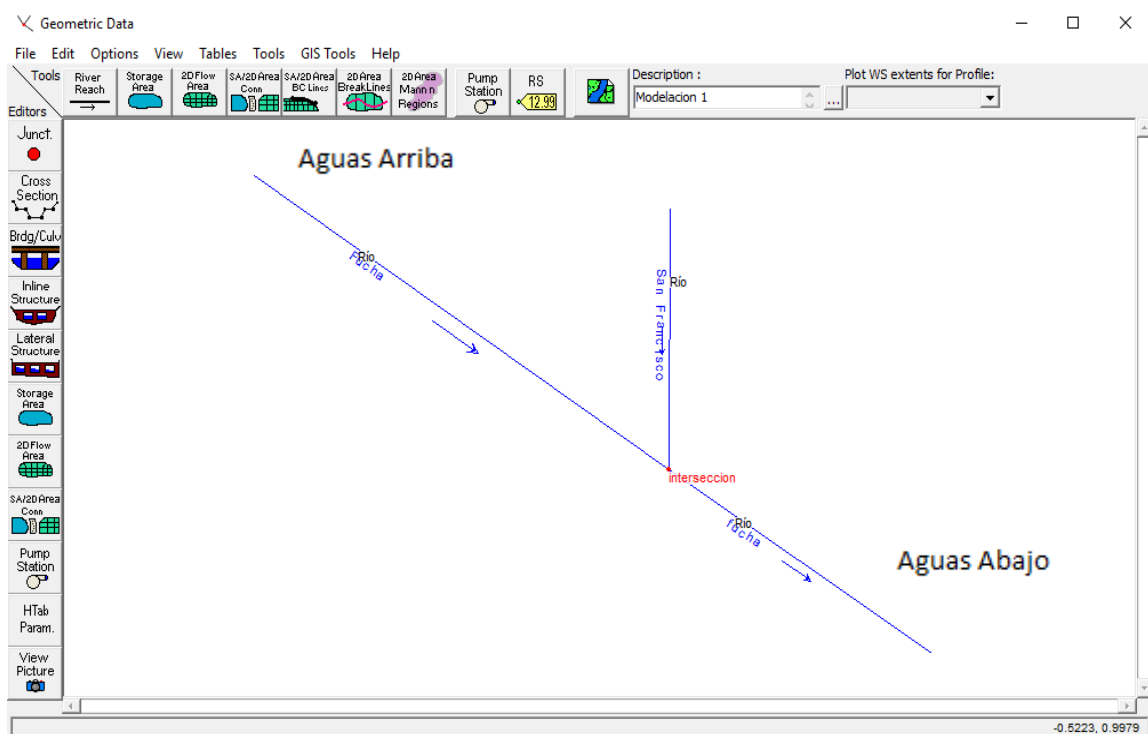 Geometric Data
File Edit Options View Tables Tools GIS Tools Help
Tools
Editors
River Reach
Storage Area
2D Flow Area
SA/2D Area Conn
SA/2D Area BC Lines
2D Area BreakLines
2D Area Mann n Regions
Pump Station
RS
12.99
Description :
Modelacion 1
...
Plot WS extents for Profile:
Junct.
Cross Section
Brdg/Culv
Inline Structure
Lateral Structure
Storage Area
2D Flow Area
SA/2D Area Conn
Pump Station
HTab Param.
View Picture
Aguas Arriba
Río
Fucha
Río
San Francisco
interseccion
Río
fucha
Aguas Abajo
-0.5223, 0.9979